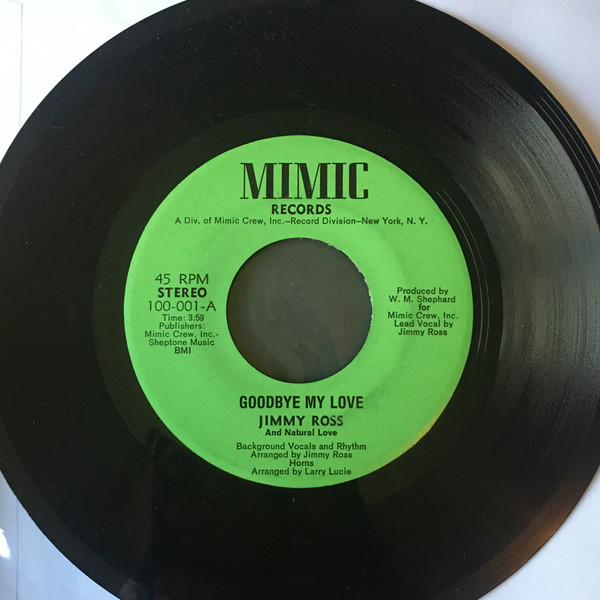 MIMIC
RECORDS
A Div. of Mimic Crew, Inc.—Record Division—New York, N. Y.
45 RPM
STEREO
100-001-A
Time: 3:59
Publishers:
Mimic Crew, Inc.-
Sheptone Music
BMI
Produced by
W. M. Shephard
for
Mimic Crew, Inc.
Lead Vocal by
Jimmy Ross
GOODBYE MY LOVE
JIMMY ROSS
And Natural Love
Background Vocals and Rhythm
Arranged by Jimmy Ross
Horns
Arranged by Larry Lucie